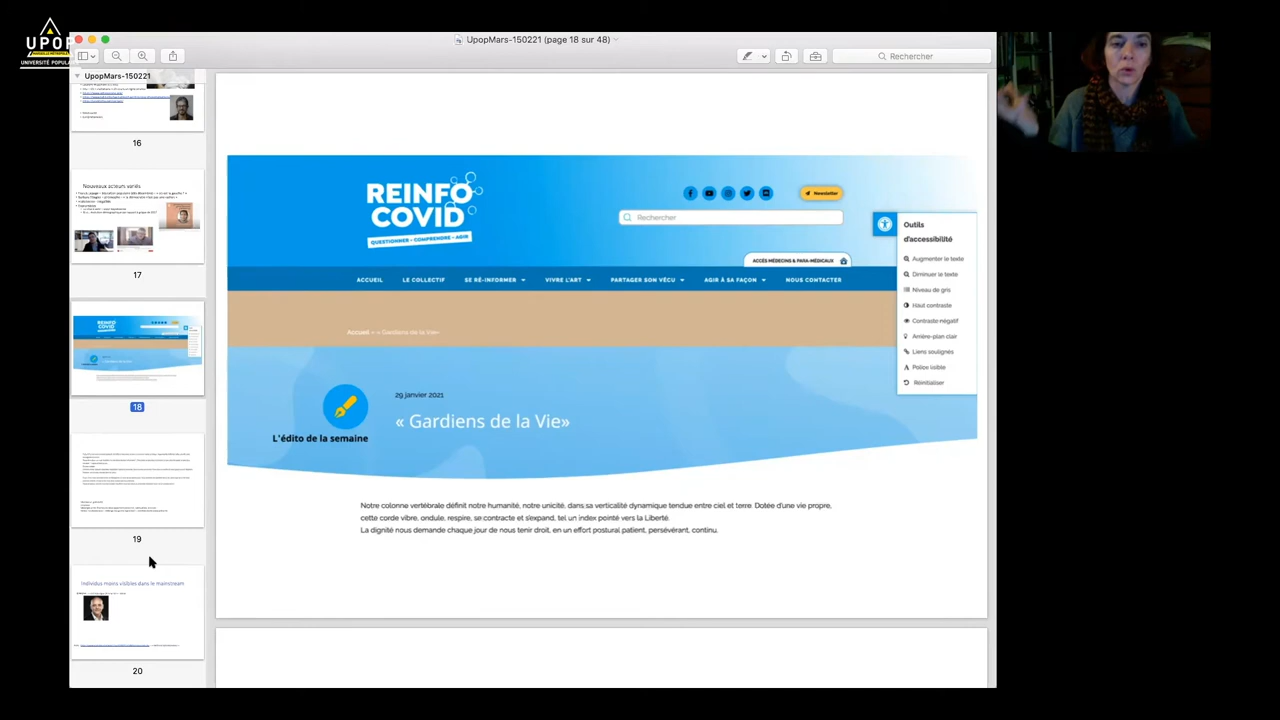 UPOP
UNIVERSITÉ POPULA
UpopMars-150221 (page 18 sur 48)
Rechercher
UpopMars-150221
16
Nouveaux acteurs variés
17
18
19
Individus moins visibles dans le mainstream
20
REINFO
COVID
QUESTIONNER - COMPRENDRE - AGIR
Newsletter
Rechercher
ACCÈS MÉDECINS & PARA-MÉDICAUX
ACCUEIL LE COLLECTIF SE RÉ-INFORMER VIVRE L'ART PARTAGER SON VÉCU AGIR À SA FAÇON NOUS CONTACTER
Accueil » « Gardiens de la Vie»
29 janvier 2021
« Gardiens de la Vie»
L'édito de la semaine
Outils
d'accessibilité
Augmenter le texte
Diminuer le texte
Niveau de gris
Haut contraste
Contraste négatif
Arrière-plan clair
Liens soulignés
Police visible
Réinitialiser
Notre colonne vertébrale définit notre humanité, notre unicité, dans sa verticalité dynamique tendue entre ciel et terre. Dotée d'une vie propre,
cette corde vibre, ondule, respire, se contracte et s'expand, tel un index pointé vers la Liberté.
La dignité nous demande chaque jour de nous tenir droit, en un effort postural patient, persévérant, continu.